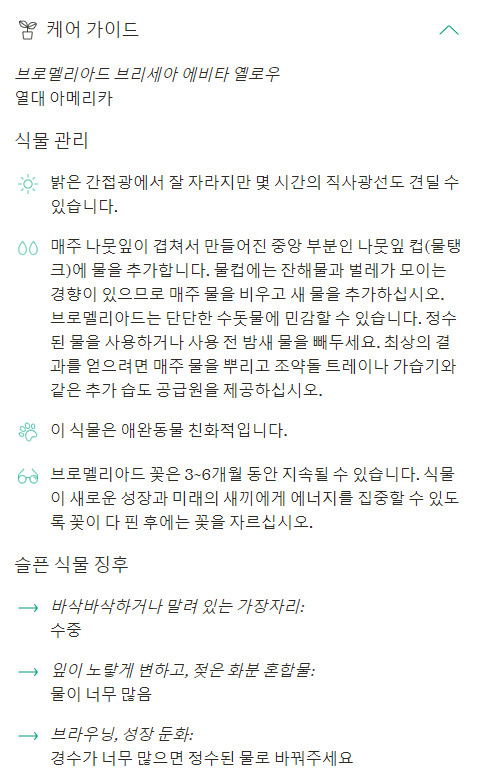 케어 가이드
브로멜리아드 브리세아 에비타 옐로우
열대 아메리카
식물 관리
밝은 간접광에서 잘 자라지만 몇 시간의 직사광선도 견딜 수
있습니다.
매주 나뭇잎이 겹쳐서 만들어진 중앙 부분인 나뭇잎 컵(물탱
크)에 물을 추가합니다. 물컵에는 잔해물과 벌레가 모이는
경향이 있으므로 매주 물을 비우고 새 물을 추가하십시오.
브로멜리아드는 단단한 수돗물에 민감할 수 있습니다. 정수
된 물을 사용하거나 사용 전 밤새 물을 빼두세요. 최상의 결
과를 얻으려면 매주 물을 뿌리고 조약돌 트레이나 가습기와
같은 추가 습도 공급원을 제공하십시오.
이 식물은 애완동물 친화적입니다.
브로멜리아드 꽃은 3~6개월 동안 지속될 수 있습니다. 식물
이 새로운 성장과 미래의 새끼에게 에너지를 집중할 수 있도
록 꽃이 다 핀 후에는 꽃을 자르십시오.
슬픈 식물 징후
바삭바삭하거나 말려 있는 가장자리:
수중
잎이 노랗게 변하고, 젖은 화분 혼합물:
물이 너무 많음
브라우닝, 성장 둔화:
경수가 너무 많으면 정수된 물로 바꿔주세요